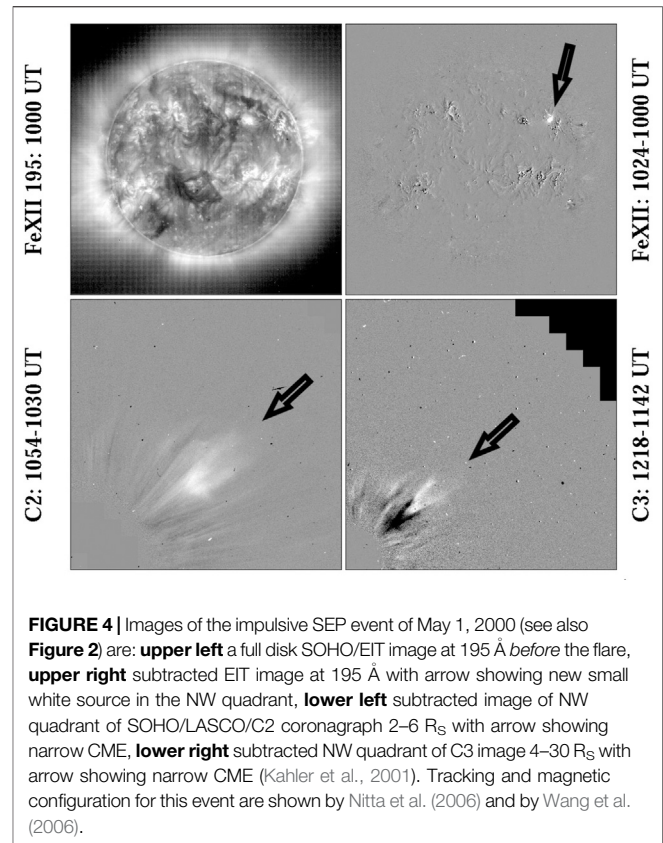 FeXII 195: 1000 UT
FeXII: 1024-1000 UT
C2: 1054-1030 UT
C3: 1218-1142 UT
FIGURE 4 | Images of the impulsive SEP event of May 1, 2000 (see also
Figure 2) are: upper left a full disk SOHO/EIT image at 195 Å before the flare,
upper right subtracted EIT image at 195 Å with arrow showing new small
white source in the NW quadrant, lower left subtracted image of NW
quadrant of SOHO/LASCO/C2 coronagraph 2–6 RS with arrow showing
narrow CME, lower right subtracted NW quadrant of C3 image 4–30 RS with
arrow showing narrow CME (Kahler et al., 2001). Tracking and magnetic
configuration for this event are shown by Nitta et al. (2006) and by Wang et al.
(2006).